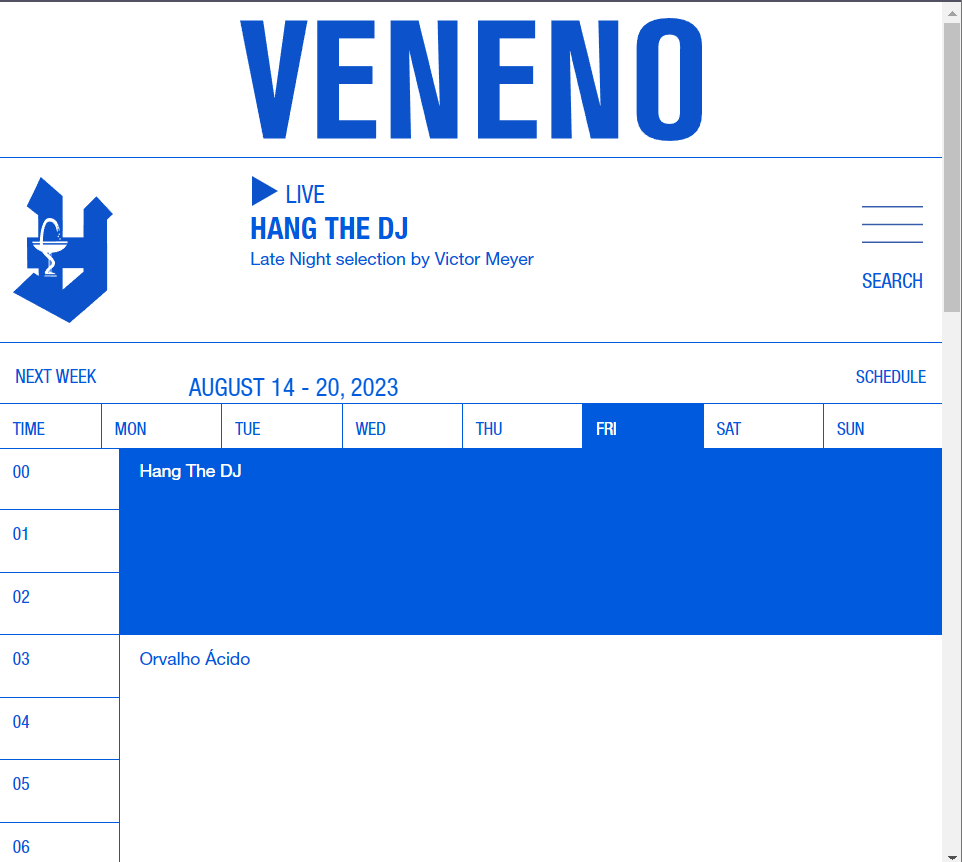 VENENO
LIVE
HANG THE DJ
Late Night selection by Victor Meyer
SEARCH
NEXT WEEK
AUGUST 14 - 20, 2023
SCHEDULE
TIME MON TUE WED THU FRI SAT SUN
00 Hang The DJ
01
02
03 Orvalho Ácido
04
05
06